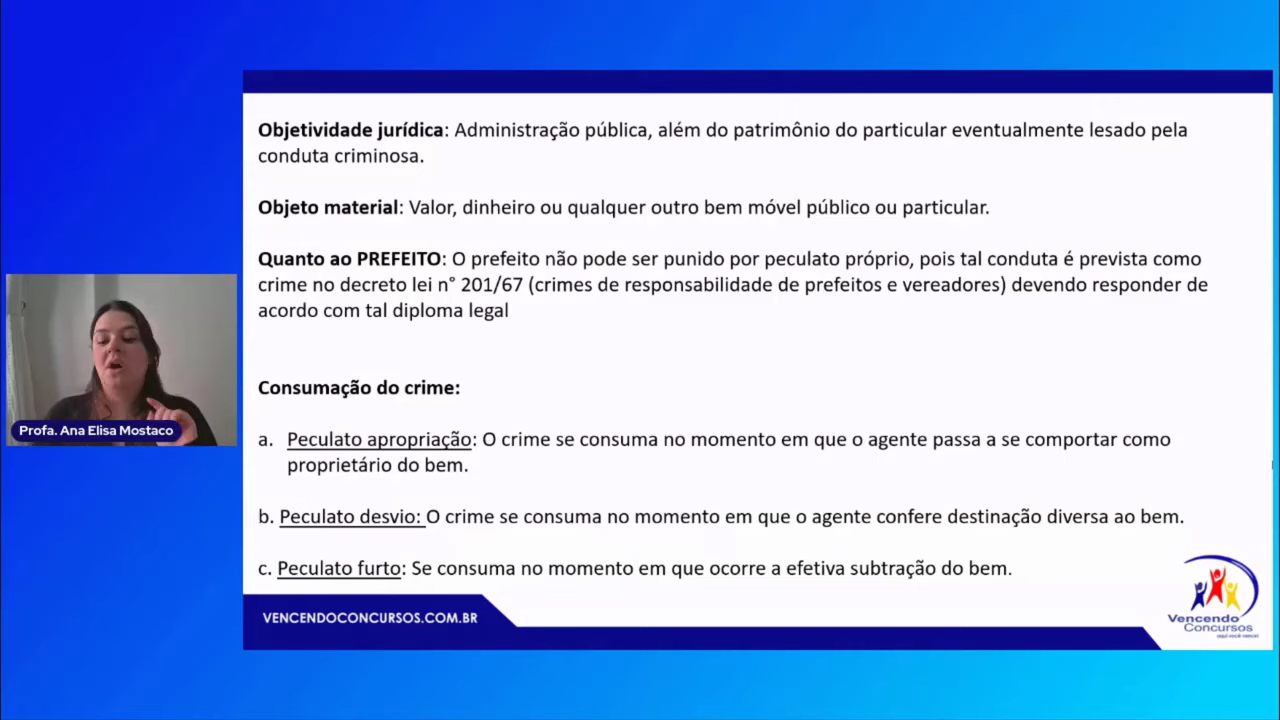 Objetividade jurídica: Administração pública, além do patrimônio do particular eventualmente lesado pela
conduta criminosa.
Objeto material: Valor, dinheiro ou qualquer outro bem móvel público ou particular.
Quanto ao PREFEITO: O prefeito não pode ser punido por peculato próprio, pois tal conduta é prevista como
crime no decreto lei n° 201/67 (crimes de responsabilidade de prefeitos e vereadores) devendo responder de
acordo com tal diploma legal
Consumação do crime:
a. Peculato apropriação: O crime se consuma no momento em que o agente passa a se comportar como
proprietário do bem.
b. Peculato desvio: O crime se consuma no momento em que o agente confere destinação diversa ao bem.
c. Peculato furto: Se consuma no momento em que ocorre a efetiva subtração do bem.
Profa. Ana Elisa Mostaco
VENCENDOCONCURSOS.COM.BR
Vencendo
Concursos
aqui você vence!